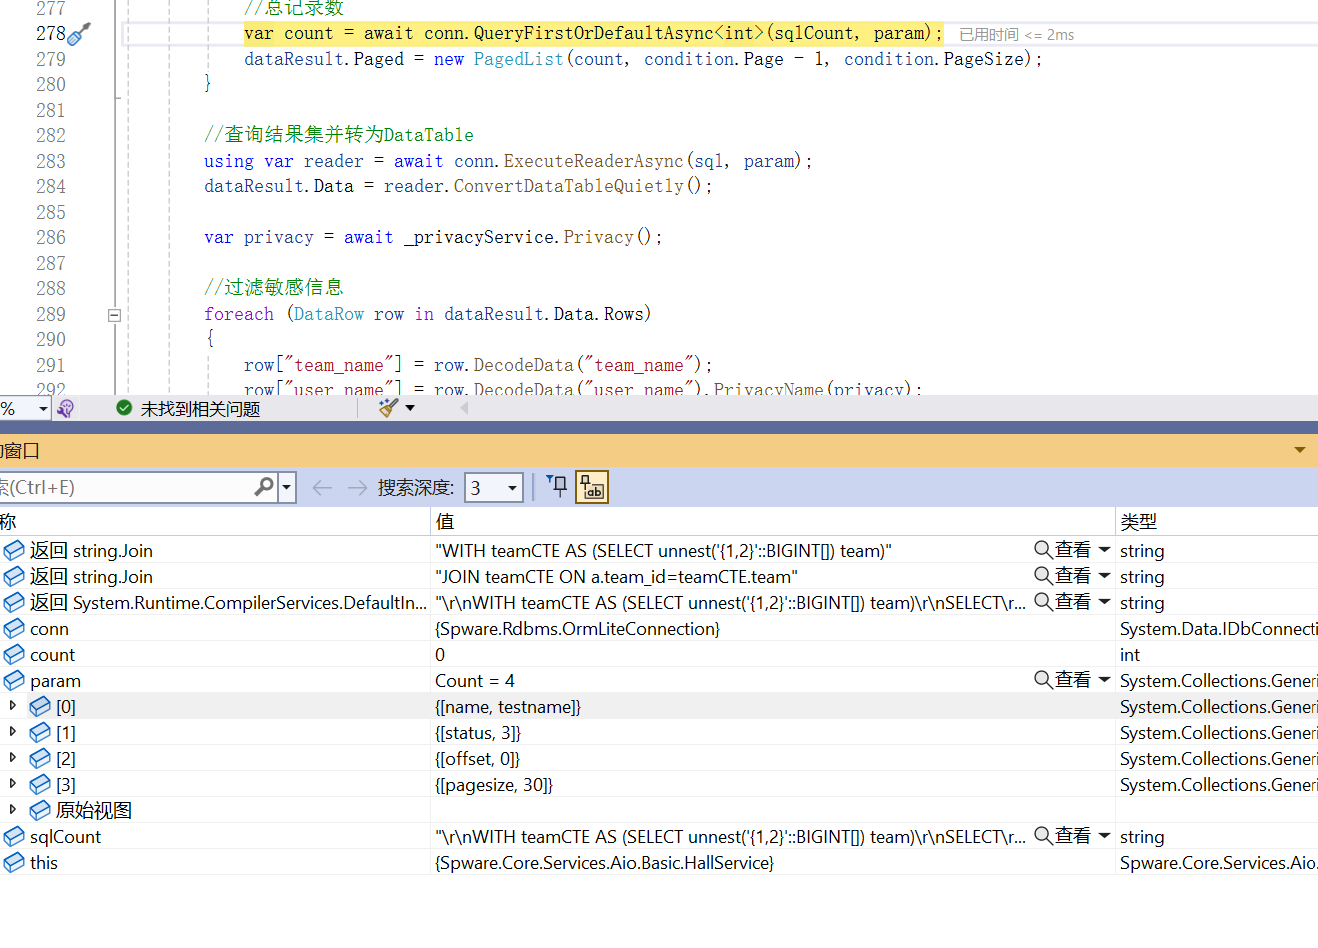 277 //总记录数
278 var count = await conn.QueryFirstOrDefaultAsync<int>(sqlCount, param); 已用时间 <= 2ms
279 dataResult.Paged = new PagedList(count, condition.Page - 1, condition.PageSize);
280 }
281
282 //查询结果集并转为DataTable
283 using var reader = await conn.ExecuteReaderAsync(sql, param);
284 dataResult.Data = reader.ConvertDataTableQuietly();
285
286 var privacy = await _privacyService.Privacy();
287
288 //过滤敏感信息
289 foreach (DataRow row in dataResult.Data.Rows)
290 {
291 row["team_name"] = row.DecodeData("team_name");
292 row["user_name"] = row.DecodeData("user_name").PrivacyName(privacy);
% 未找到相关问题
窗口
(Ctrl+E) 搜索深度: 3
称 值 类型
返回 string.Join "WITH teamCTE AS (SELECT unnest('{1,2}'::BIGINT[]) team)" 查看 string
返回 string.Join "JOIN teamCTE ON a.team_id=teamCTE.team" 查看 string
返回 System.Runtime.CompilerServices.DefaultIn... "\r\nWITH teamCTE AS (SELECT unnest('{1,2}'::BIGINT[]) team)\r\nSELECT\r... 查看 string
conn {Spware.Rdbms.OrmLiteConnection} System.Data.IDbConnecti
count 0 int
param Count = 4 查看 System.Collections.Generi
[0] {[name, testname]} System.Collections.Generi
[1] {[status, 3]} System.Collections.Generi
[2] {[offset, 0]} System.Collections.Generi
[3] {[pagesize, 30]} System.Collections.Generi
原始视图
sqlCount "\r\nWITH teamCTE AS (SELECT unnest('{1,2}'::BIGINT[]) team)\r\nSELECT\r... 查看 string
this {Spware.Core.Services.Aio.Basic.HallService} Spware.Core.Services.Aio.